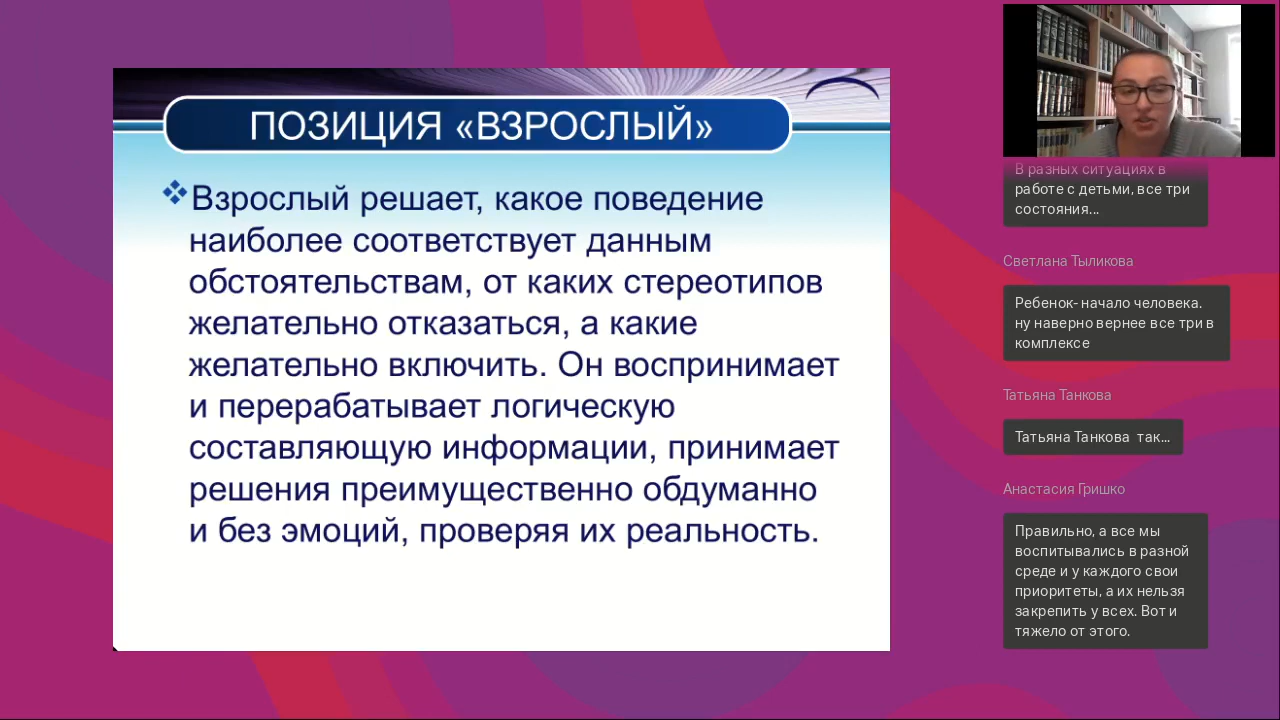 ПОЗИЦИЯ «ВЗРОСЛЫЙ»
Взрослый решает, какое поведение
наиболее соответствует данным
обстоятельствам, от каких стереотипов
желательно отказаться, а какие
желательно включить. Он воспринимает
и перерабатывает логическую
составляющую информации, принимает
решения преимущественно обдуманно
и без эмоций, проверяя их реальность.
В разных ситуациях в
работе с детьми, все три
состояния...
Светлана Тыликова
Ребенок- начало человека.
ну наверно вернее все три в
комплексе
Татьяна Танкова
Татьяна Танкова так...
Анастасия Гришко
Правильно, а все мы
воспитывались в разной
среде и у каждого свои
приоритеты, а их нельзя
закрепить у всех. Вот и
тяжело от этого.